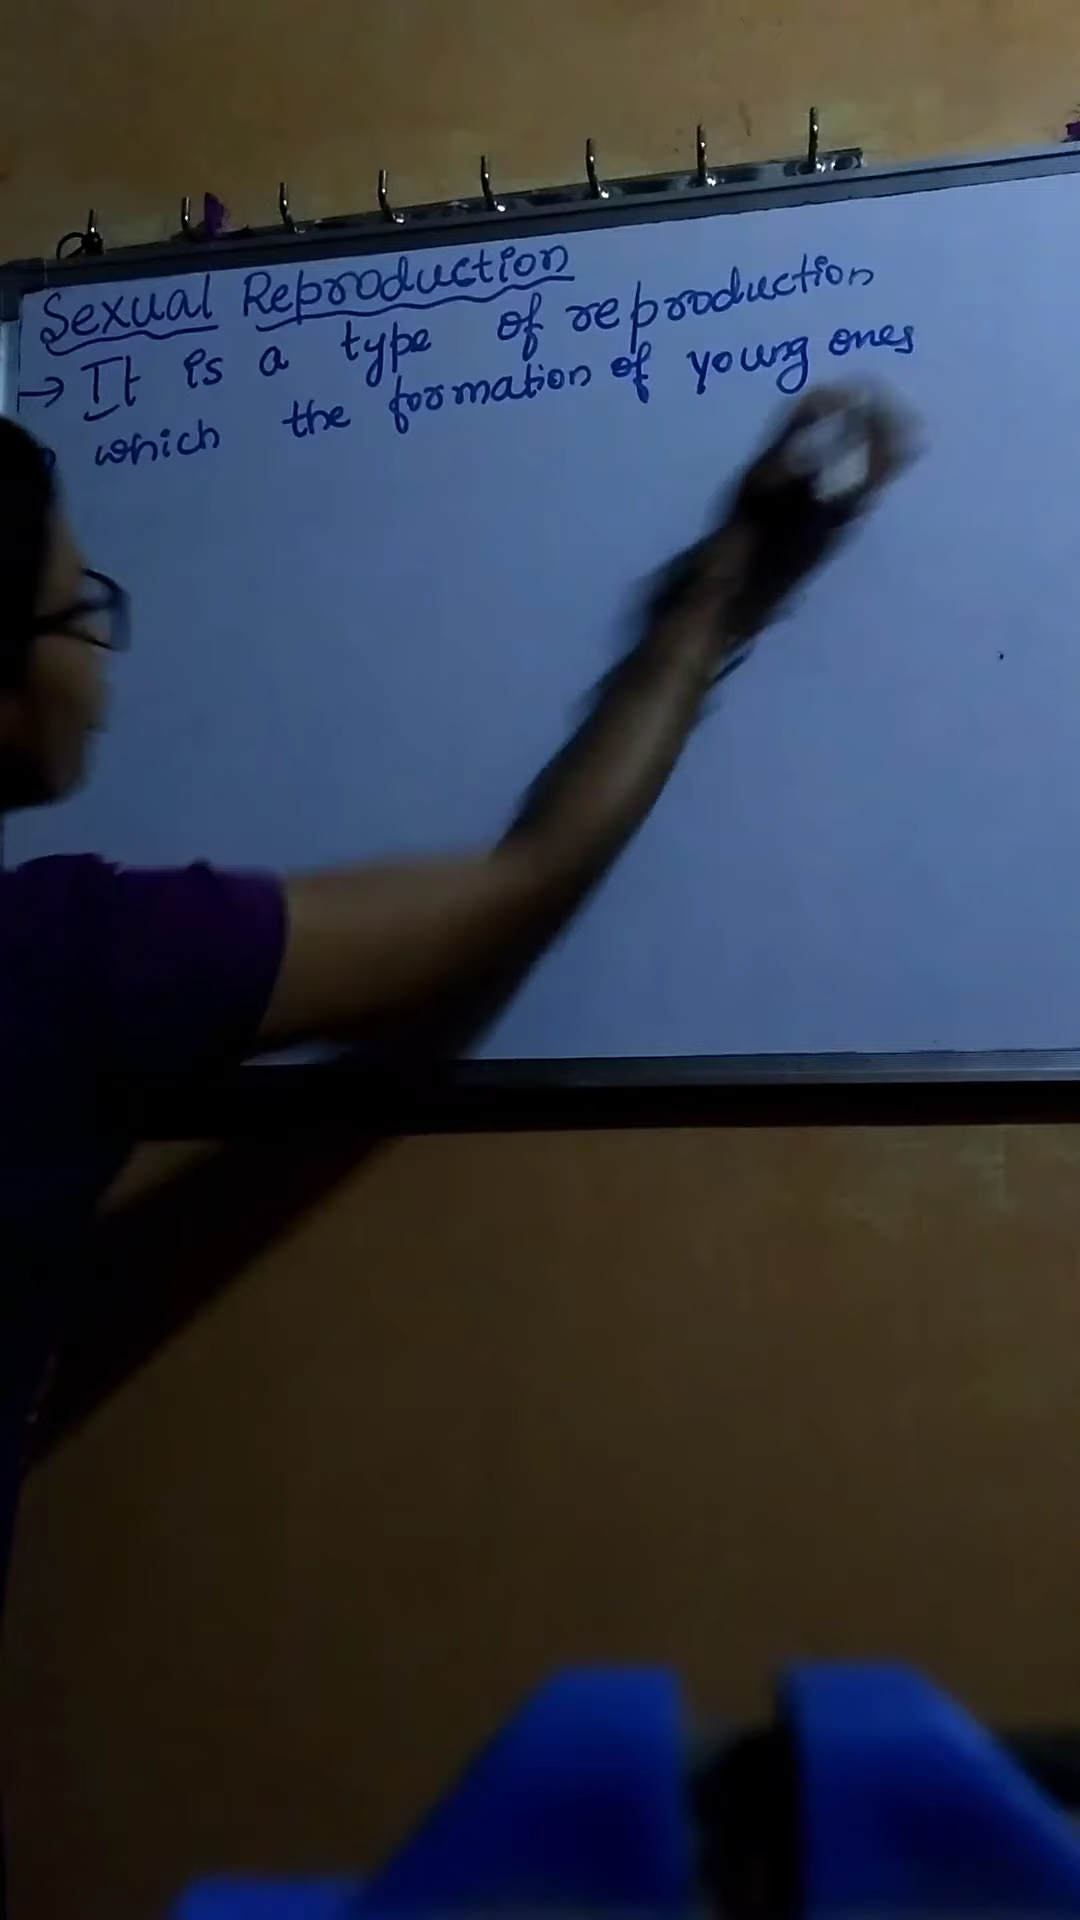 Sexual Reproduction
→ It is a type of reproduction
which the formation of young ones